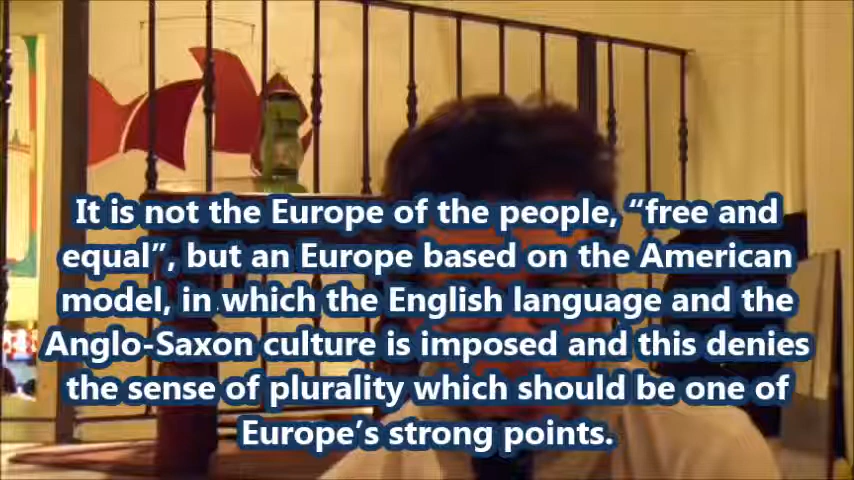 It is not the Europe of the people, “free and
equal”, but an Europe based on the American
model, in which the English language and the
Anglo-Saxon culture is imposed and this denies
the sense of plurality which should be one of
Europe’s strong points.